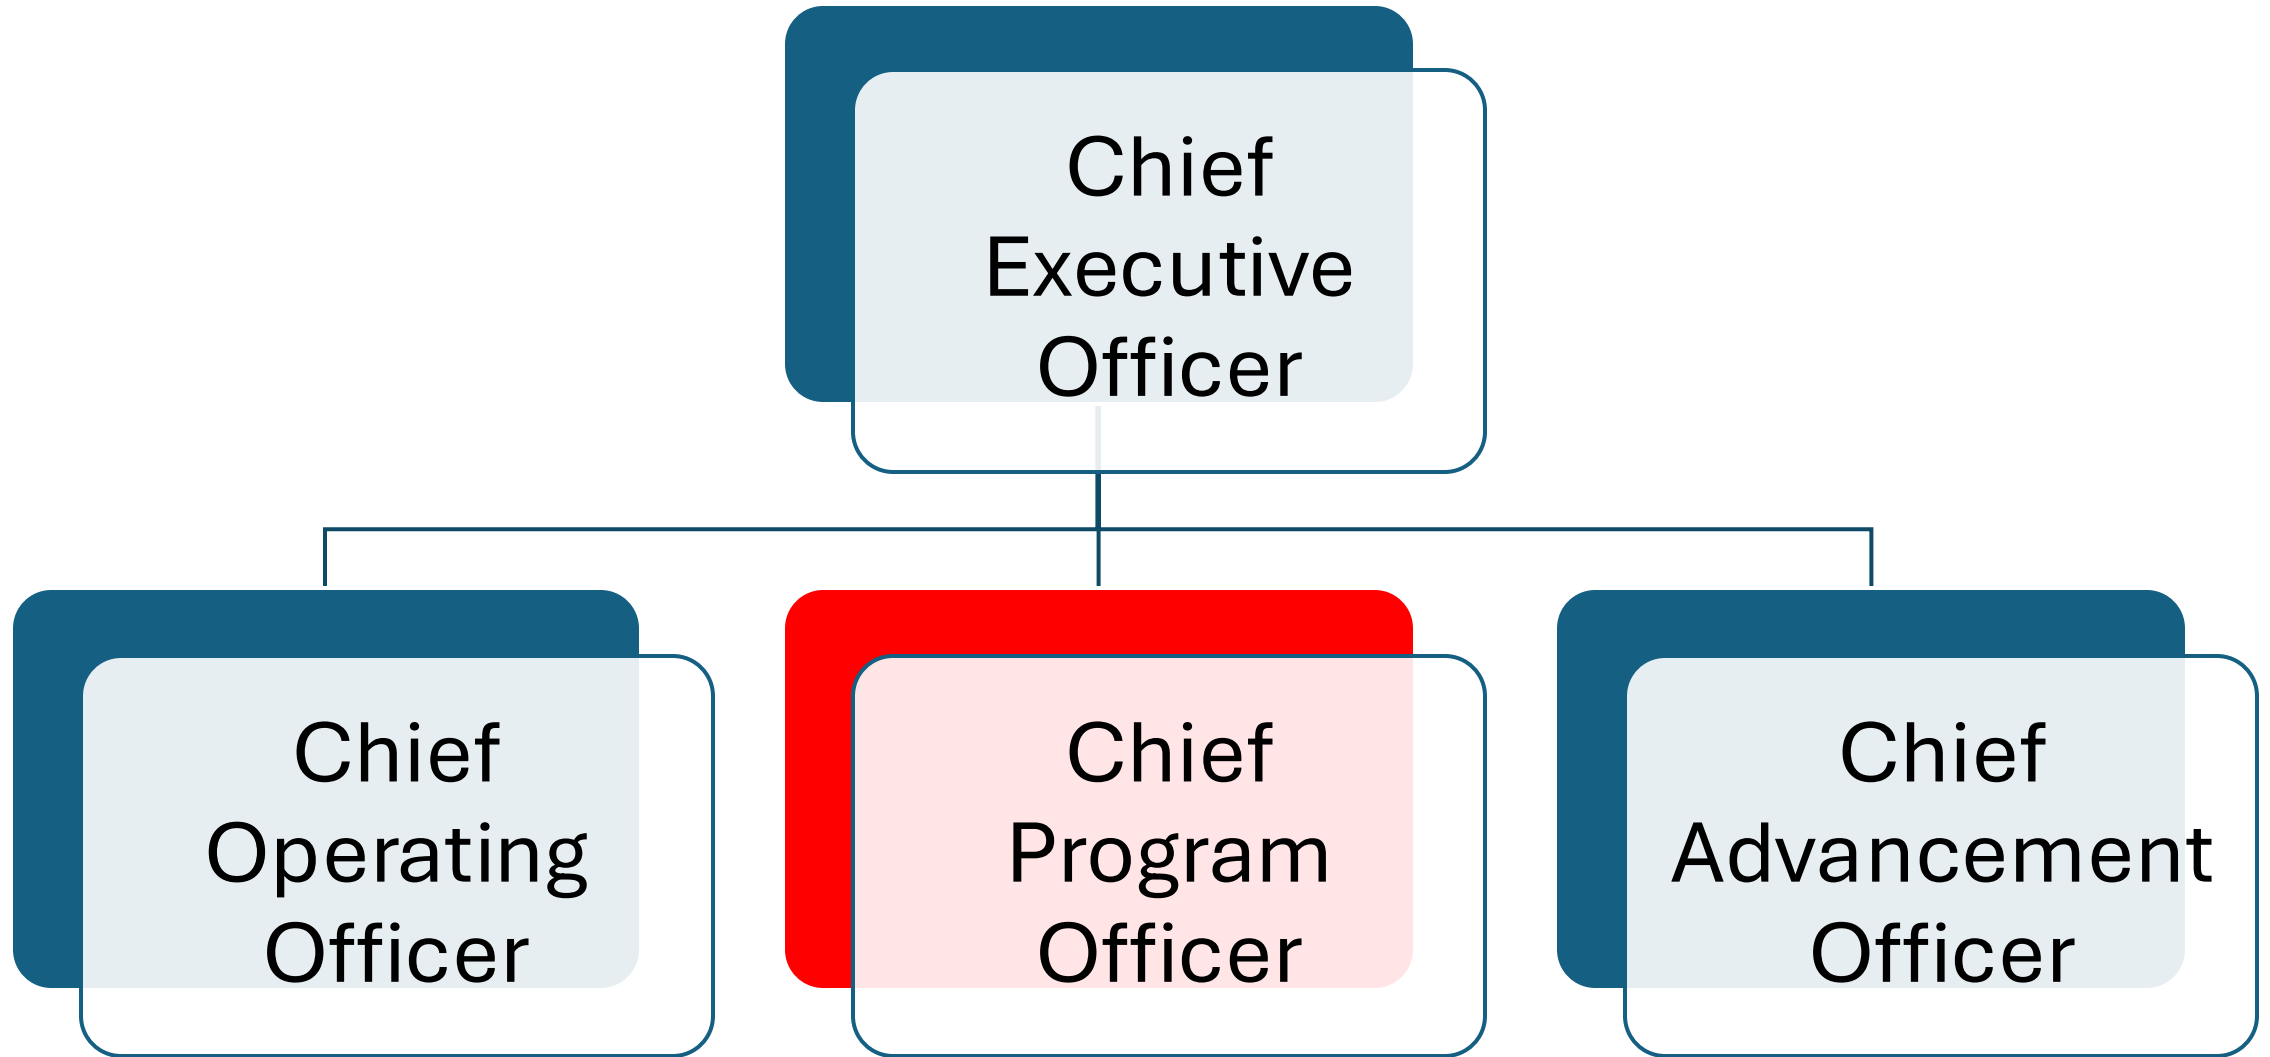 Chief
Executive
Officer
Chief
Operating
Officer
Chief
Program
Officer
Chief
Advancement
Officer